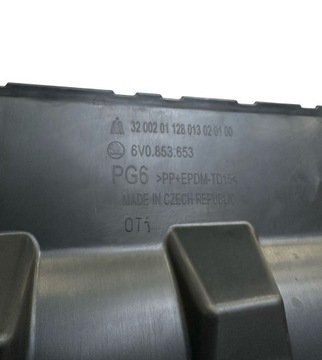 32 002 01 128 013 02 01 00
6V0.853.653
PG6 >PP+EPDM-TD15<
MADE IN CZECH REPUBLIC
071